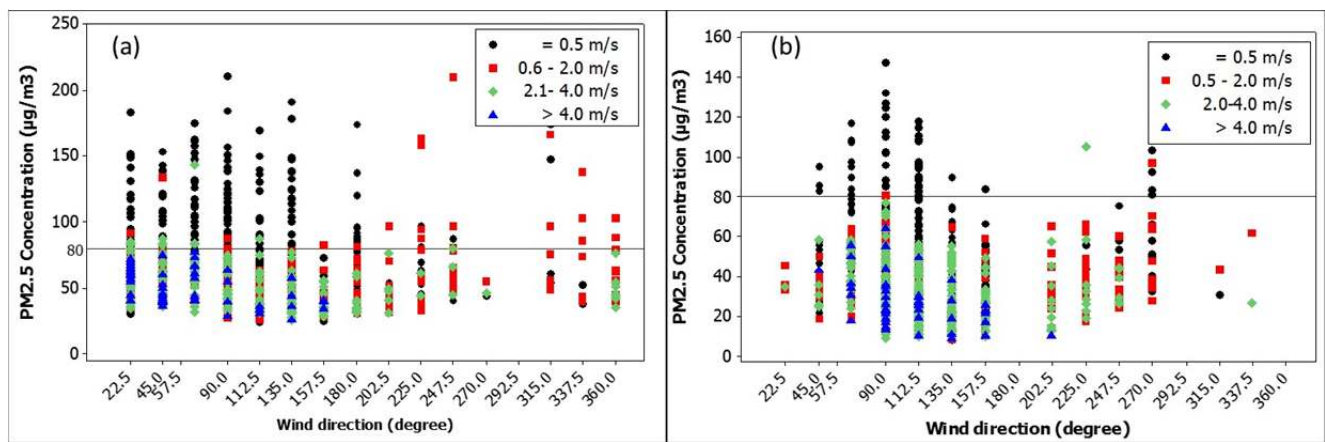 (a)
= 0.5 m/s
0.6 - 2.0 m/s
2.1- 4.0 m/s
> 4.0 m/s
PM2.5 Concentration (µg/m3)
250
200
150
100
80
50
0
22.5 45.0 57.5 90.0 112.5 135.0 157.5 180.0 202.5 225.0 247.5 270.0 292.5 315.0 337.5 360.0
Wind direction (degree)
(b)
= 0.5 m/s
0.5 - 2.0 m/s
2.0-4.0 m/s
> 4.0 m/s
PM2.5 Concentration (µg/m3)
160
140
120
100
80
60
40
20
0
22.5 45.0 57.5 90.0 112.5 135.0 157.5 180.0 202.5 225.0 247.5 270.0 292.5 315.0 337.5 360.0
Wind direction (degree)